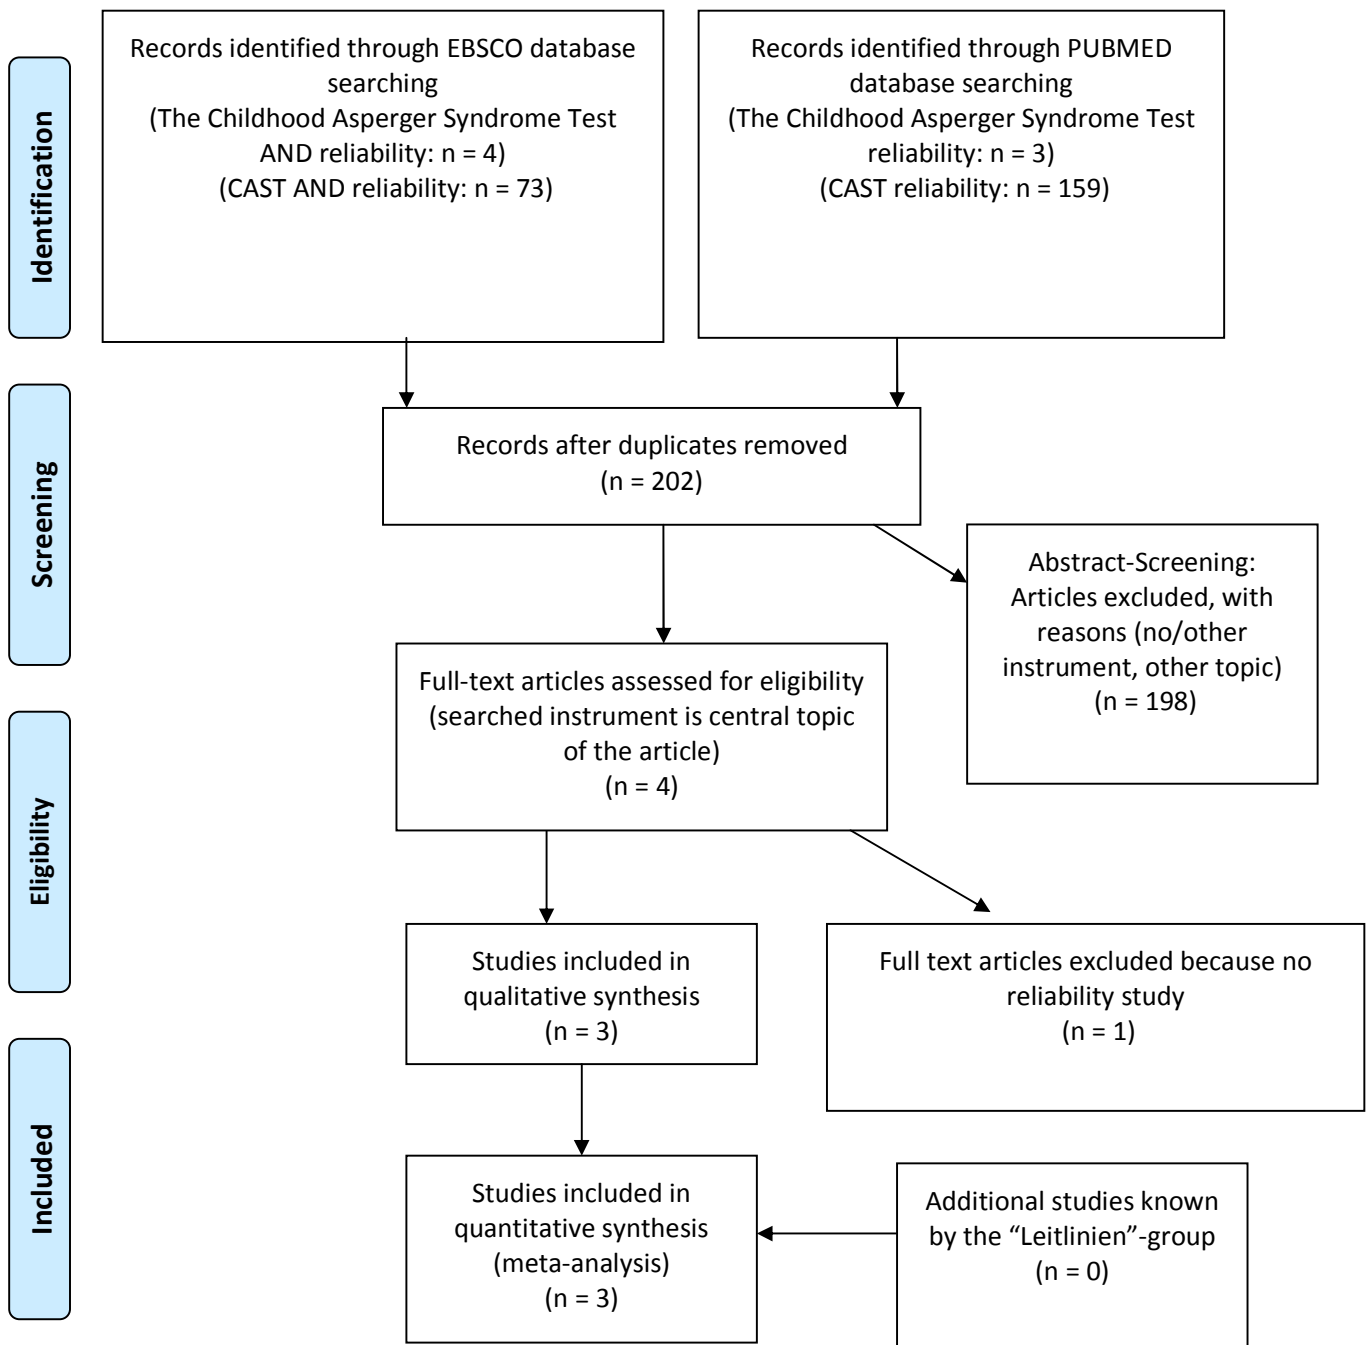 Identification
Records identified through EBSCO database
searching
(The Childhood Asperger Syndrome Test
AND reliability: n = 4)
(CAST AND reliability: n = 73)
Records identified through PUBMED
database searching
(The Childhood Asperger Syndrome Test
reliability: n = 3)
(CAST reliability: n = 159)
Screening
Records after duplicates removed
(n = 202)
Abstract-Screening:
Articles excluded, with
reasons (no/other
instrument, other topic)
(n = 198)
Eligibility
Full-text articles assessed for eligibility
(searched instrument is central topic
of the article)
(n = 4)
Studies included in
qualitative synthesis
(n = 3)
Full text articles excluded because no
reliability study
(n = 1)
Included
Studies included in
quantitative synthesis
(meta-analysis)
(n = 3)
Additional studies known
by the “Leitlinien”-group
(n = 0)